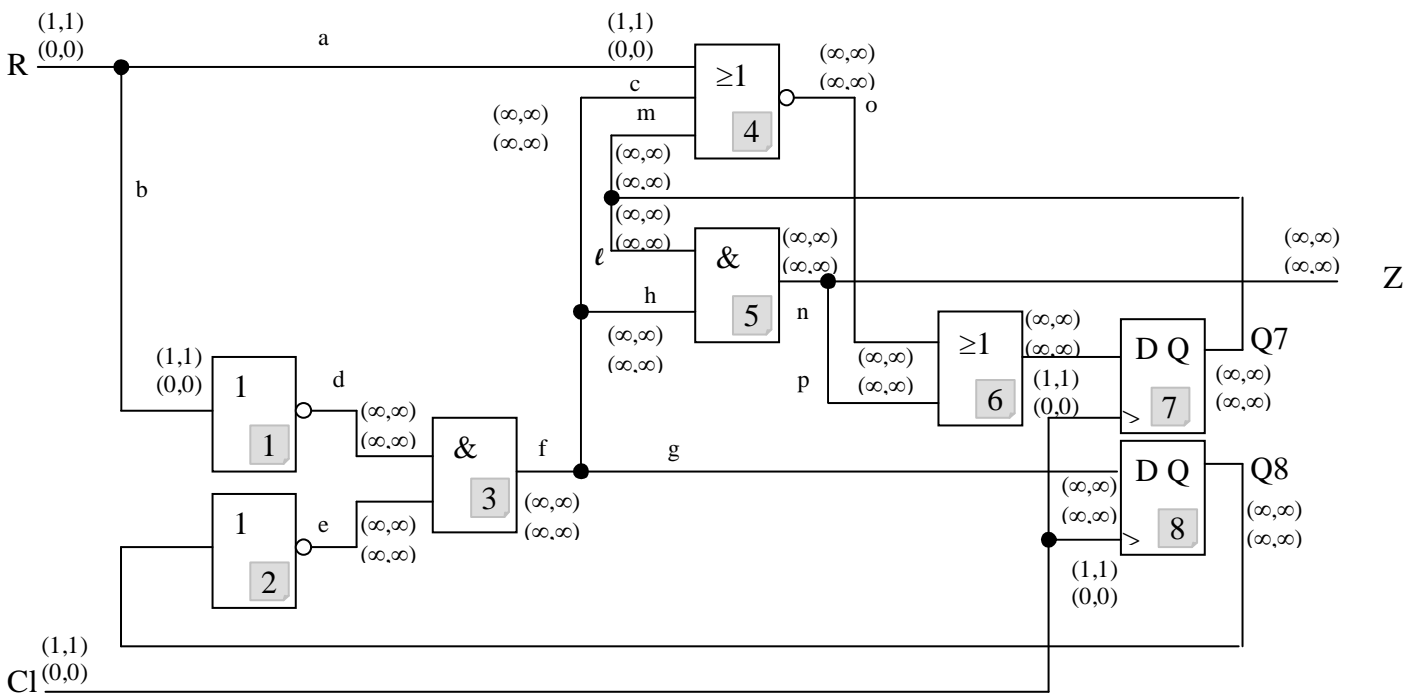 (1,1)
(0,0)
R
a
(1,1)
(0,0)
≥1
4
(∞,∞)
(∞,∞)
o
c
m
(∞,∞)
(∞,∞)
(∞,∞)
(∞,∞)
b
(∞,∞)
(∞,∞)
ℓ
&
5
(∞,∞)
(∞,∞)
(∞,∞)
(∞,∞)
Z
h
n
(∞,∞)
(∞,∞)
≥1
6
(∞,∞)
(∞,∞)
(∞,∞)
(∞,∞)
p
D Q
7
Q7
(1,1)
(0,0)
(∞,∞)
(∞,∞)
(1,1)
(0,0)
1
1
d
(∞,∞)
(∞,∞)
&
3
f
g
(∞,∞)
(∞,∞)
D Q
8
Q8
(∞,∞)
(∞,∞)
(∞,∞)
(∞,∞)
1
2
e
(∞,∞)
(∞,∞)
(1,1)
(0,0)
(1,1)
(0,0)
Cl